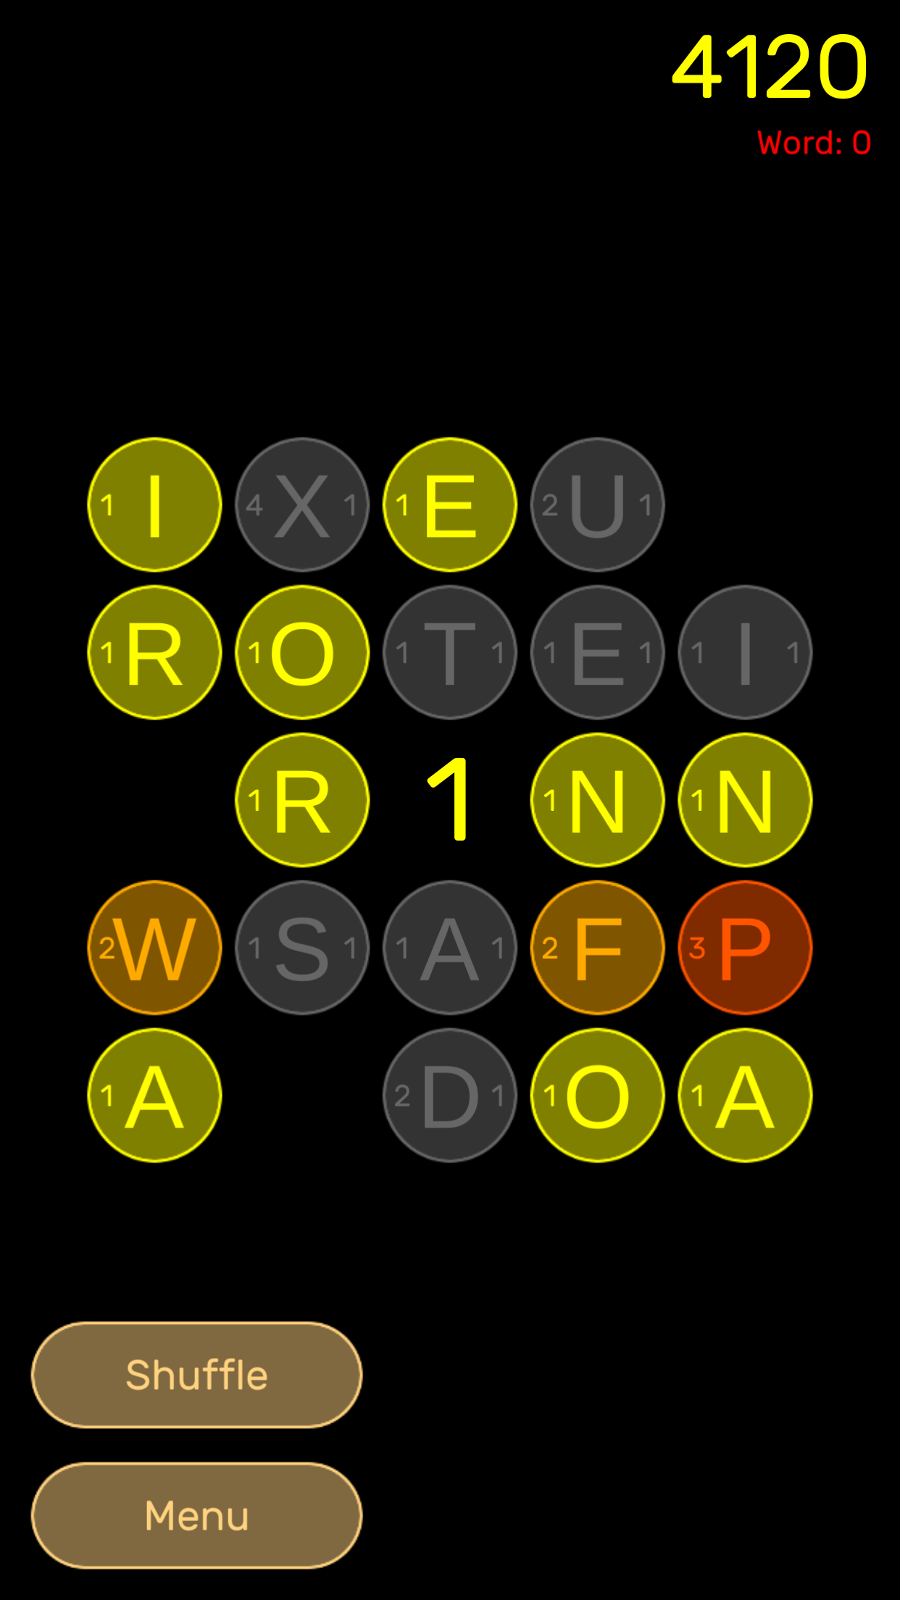 4120
Word: 0
1 I 4 X 1 1 E 2 U 1
1 R 1 O 1 T 1 1 E 1 1 I 1
1 R 1 1 N 1 N
2 W 1 S 1 1 A 1 2 F 3 P
1 A 2 D 1 1 O 1 A
Shuffle
Menu